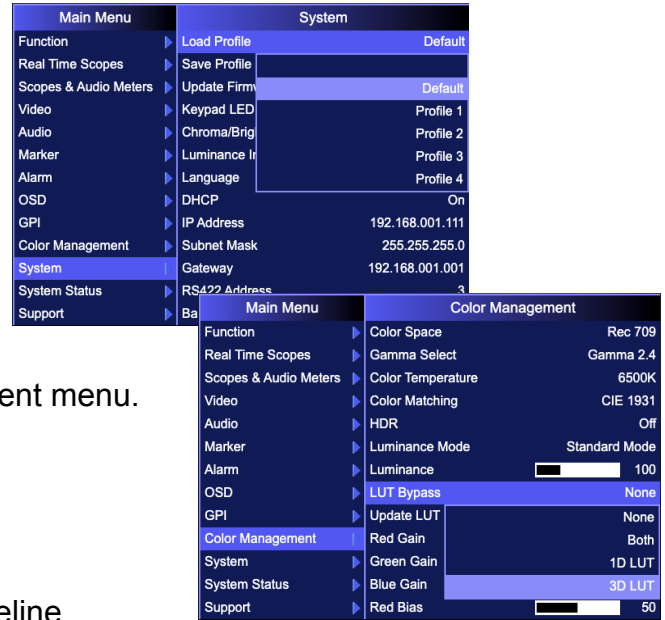 Main Menu System
Function Load Profile Default
Real Time Scopes Save Profile
Scopes & Audio Meters Update Default
Video Keypad LED Profile 1
Audio Profile 2
Marker Luminance Profile 3
Alarm Language Profile 4
OSD DHCP On
GPI IP Address 192.168.001.111
Color Management Subnet Mask 255.255.255.0
System Gateway 192.168.001.001
System Status RS422 Address 3
Support
Main Menu Color Management
Function Color Space Rec 709
Real Time Scopes Gamma Select Gamma 2.4
Scopes & Audio Meters Color Temperature 6500K
Video Color Matching CIE 1931
Audio HDR Off
Marker Luminance Mode Standard Mode
Alarm Luminance 100
OSD LUT Bypass None
GPI Update LUT None
Color Management Red Gain Both
System Green Gain 1D LUT
System Status Blue Gain 3D LUT
Support Red Bias 50
menu.